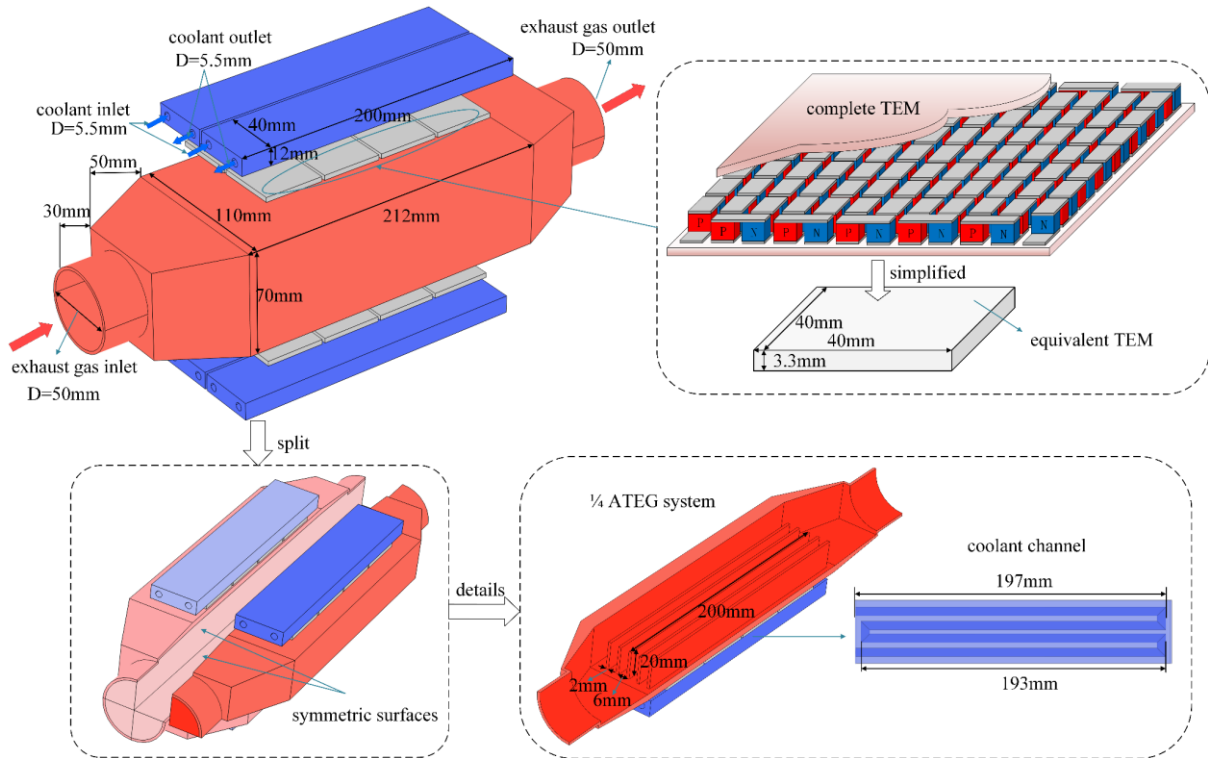 coolant outlet
D=5.5mm
coolant inlet
D=5.5mm
exhaust gas outlet
D=50mm
40mm
200mm
12mm
50mm
30mm
110mm
212mm
70mm
exhaust gas inlet
D=50mm
complete TEM
P
P
N
P
N
P
N
P
N
P
N
N
simplified
40mm
40mm
3.3mm
equivalent TEM
split
symmetric surfaces
details
¼ ATEG system
200mm
20mm
2mm
6mm
coolant channel
197mm
193mm